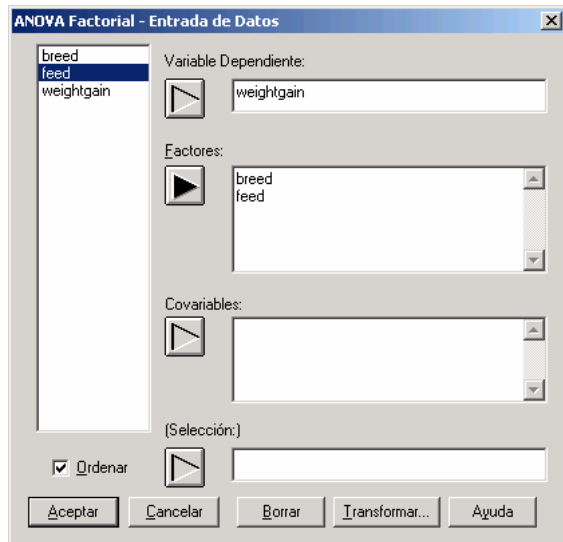 ANOVA Factorial - Entrada de Datos
breed
feed
weightgain
Variable Dependiente:
weightgain
Factores:
breed
feed
Covariables:
(Selección:)
Ordenar
Aceptar
Cancelar
Borrar
Transformar...
Ayuda